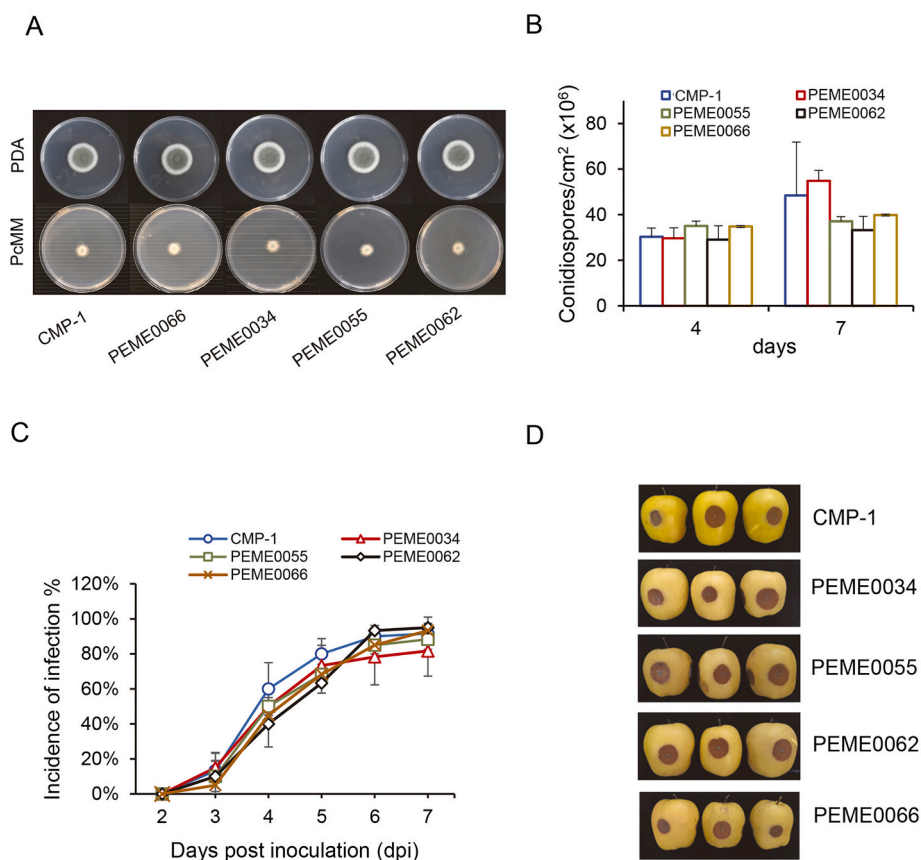 A
PDA
PcMM
CMP-1
PEME0066
PEME0034
PEME0055
PEME0062
B
Conidiospores/cm² (x10⁶)
CMP-1 PEME0034
PEME0055 PEME0062
PEME0066
80
60
40
20
0
4 7
days
C
Incidence of infection %
CMP-1 PEME0034
PEME0055 PEME0062
PEME0066
120%
100%
80%
60%
40%
20%
0%
2 3 4 5 6 7
Days post inoculation (dpi)
D
CMP-1
PEME0034
PEME0055
PEME0062
PEME0066